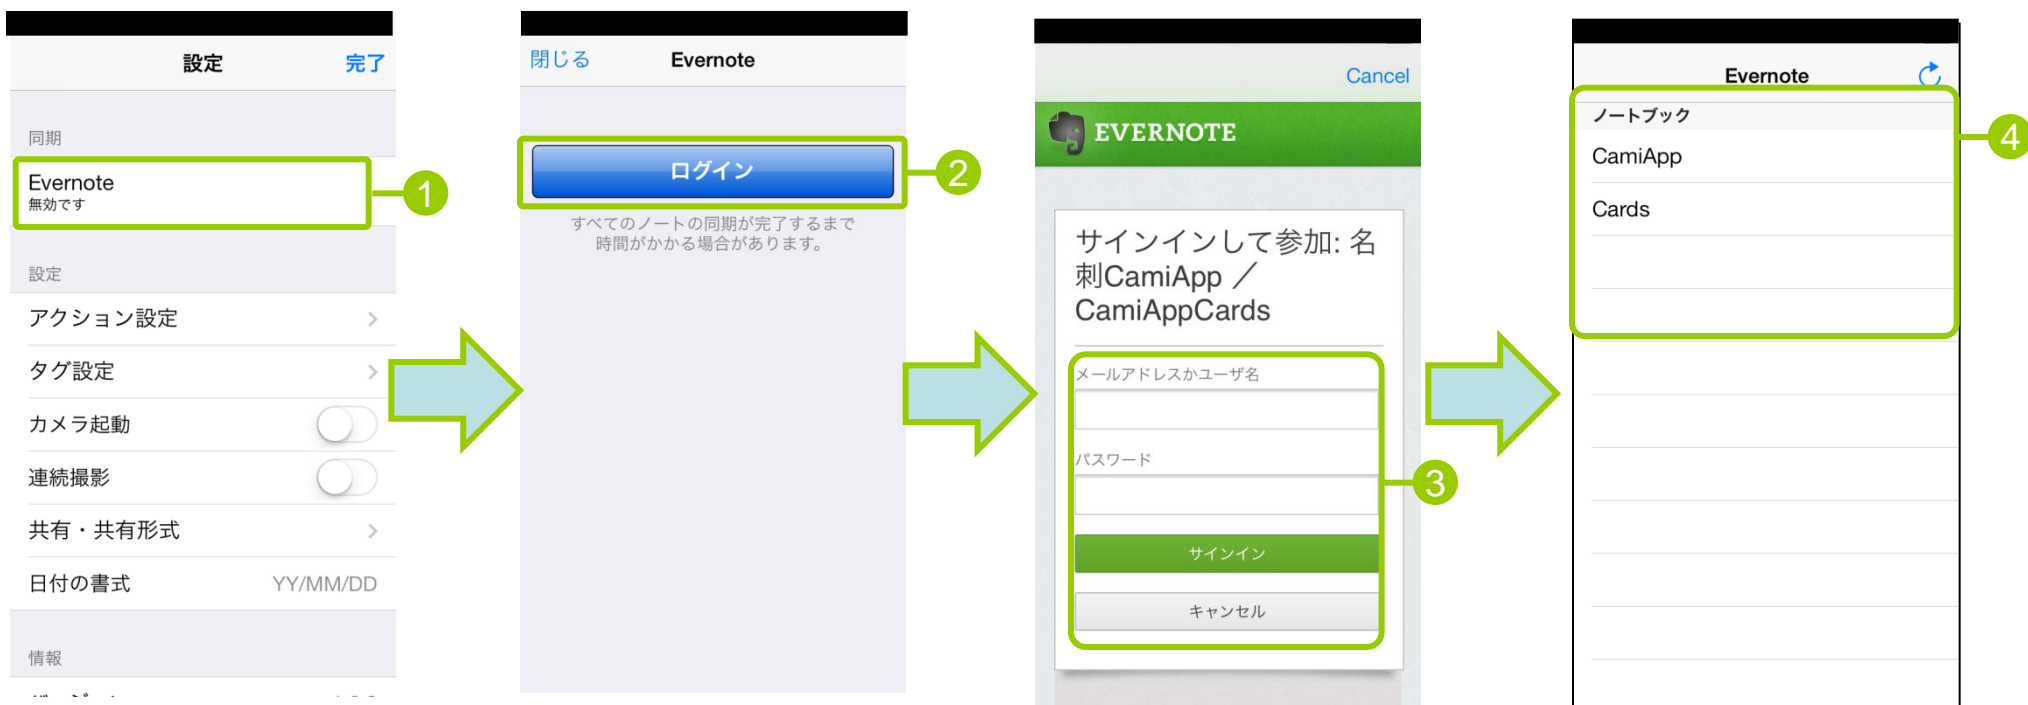 設定
完了
同期
Evernote
無効です
1
設定
アクション設定
タグ設定
カメラ起動
連続撮影
共有・共有形式
日付の書式
YY/MM/DD
情報
閉じる
Evernote
ログイン
2
すべてのノートの同期が完了するまで
時間がかかる場合があります。
Cancel
EVERNOTE
サインインして参加: 名
刺CamiApp ／
CamiAppCards
メールアドレスかユーザ名
パスワード
3
サインイン
キャンセル
Evernote
ノートブック
4
CamiApp
Cards